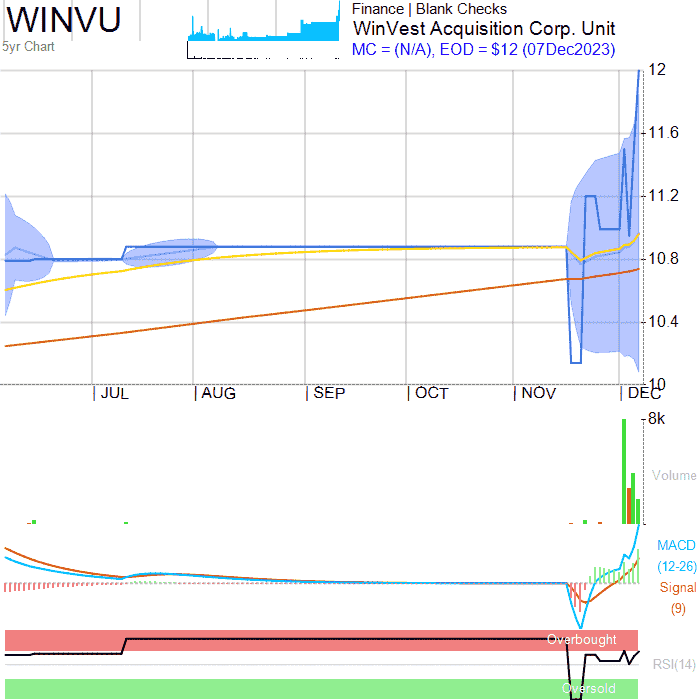 WINVU
5yr Chart
Finance | Blank Checks
WinVest Acquisition Corp. Unit
MC = (N/A), EOD = $12 (07Dec2023)
12
11.6
11.2
10.8
10.4
10
JUL AUG SEP OCT NOV DEC
8k
Volume
MACD
(12-26)
Signal
(9)
Overbought
RSI(14)
Oversold